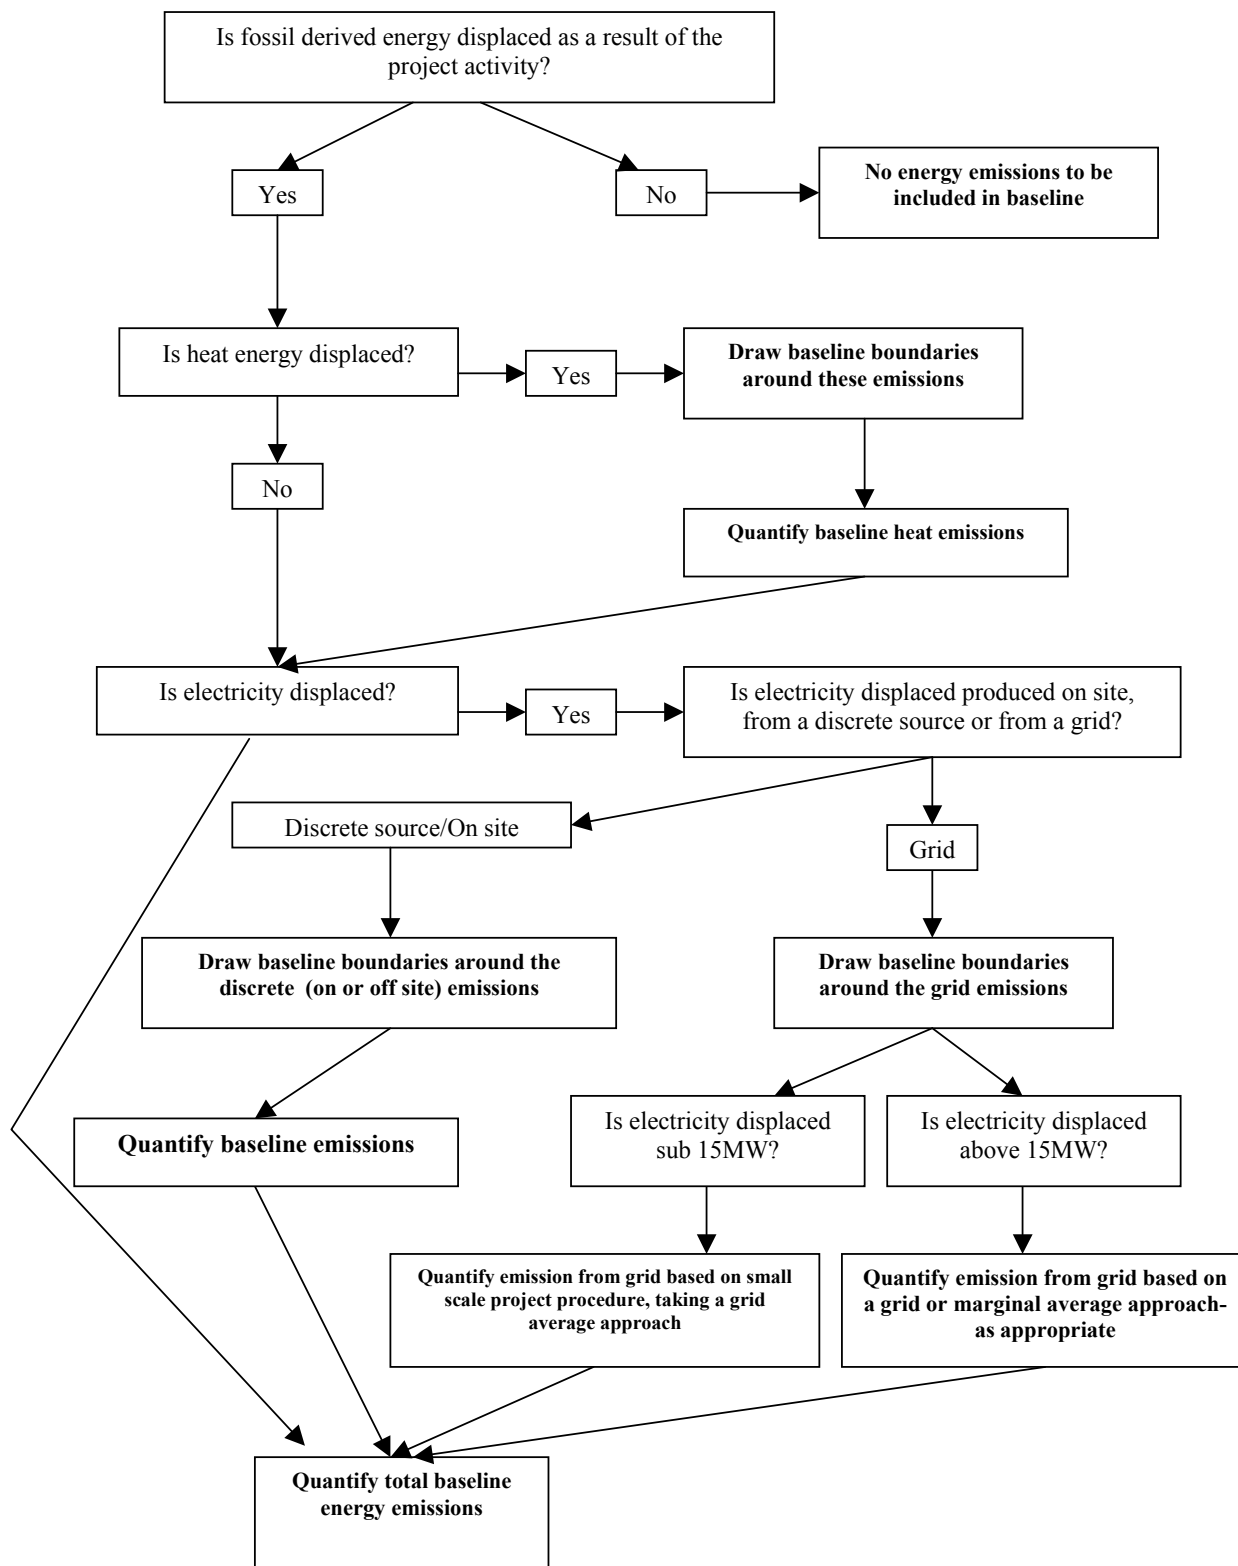 Is fossil derived energy displaced as a result of the
project activity?
Yes
No
No energy emissions to be
included in baseline
Is heat energy displaced?
Yes
Draw baseline boundaries
around these emissions
No
Quantify baseline heat emissions
Is electricity displaced?
Yes
Is electricity displaced produced on site,
from a discrete source or from a grid?
Discrete source/On site
Grid
Draw baseline boundaries around the
discrete  (on or off site) emissions
Draw baseline boundaries
around the grid emissions
Quantify baseline emissions
Is electricity displaced
sub 15MW?
Is electricity displaced
above 15MW?
Quantify emission from grid based on small
scale project procedure, taking a grid
average approach
Quantify emission from grid based on
a grid or marginal average approach-
as appropriate
Quantify total baseline
energy emissions